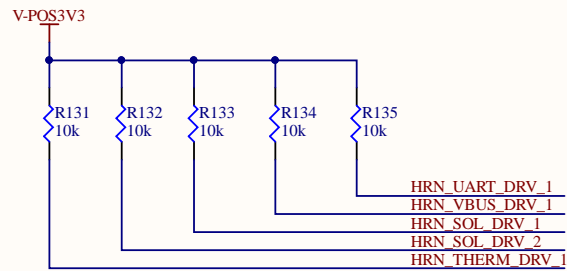 V-POS3V3
R131 R132 R133 R134 R135
10k 10k 10k 10k 10k
HRN_UART_DRV_1
HRN_VBUS_DRV_1
HRN_SOL_DRV_1
HRN_SOL_DRV_2
HRN_THERM_DRV_1